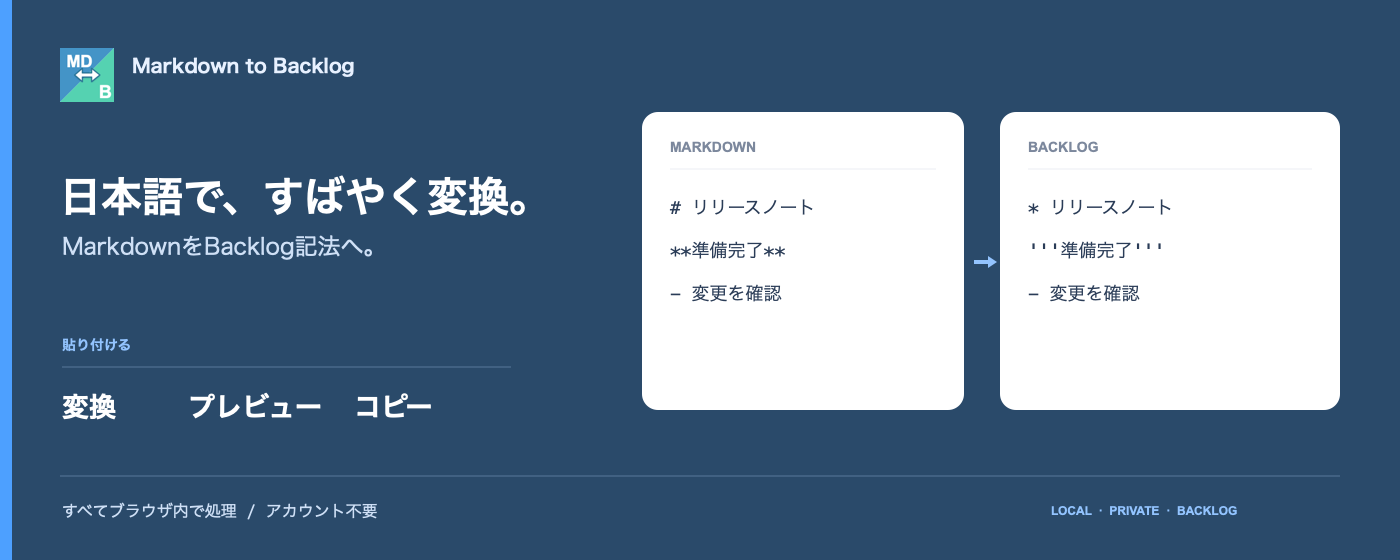 MD
B
Markdown to Backlog
日本語で、すばやく変換。
MarkdownをBacklog記法へ。
貼り付ける
変換 プレビュー コピー
MARKDOWN
# リリースノート
**準備完了**
- 変更を確認
BACKLOG
* リリースノート
'''準備完了'''
- 変更を確認
すべてブラウザ内で処理 / アカウント不要
LOCAL · PRIVATE · BACKLOG